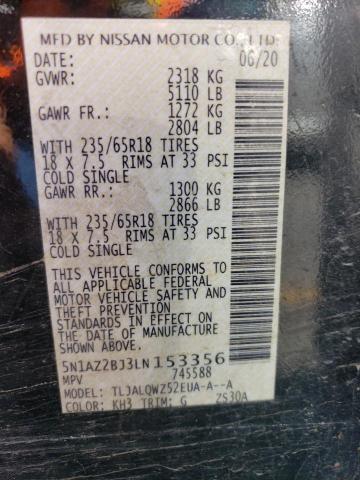 MFD BY NISSAN MOTOR CO., LTD.
DATE: 06/20
GVWR: 2318 KG
5110 LB
GAWR FR.: 1272 KG
2804 LB
WITH 235/65R18 TIRES
18 X 7.5 RIMS AT 33 PSI
COLD SINGLE
GAWR RR.: 1300 KG
2866 LB
WITH 235/65R18 TIRES
18 X 7.5 RIMS AT 33 PSI
COLD SINGLE
THIS VEHICLE CONFORMS TO
ALL APPLICABLE FEDERAL
MOTOR VEHICLE SAFETY AND
THEFT PREVENTION
STANDARDS IN EFFECT ON
THE DATE OF MANUFACTURE
SHOWN ABOVE.
5N1AZ2BJ3LN153356
MPV 745588
MODEL: TLJALQWZ52EUA-A--A
COLOR: KH3 TRIM: G ZS30A